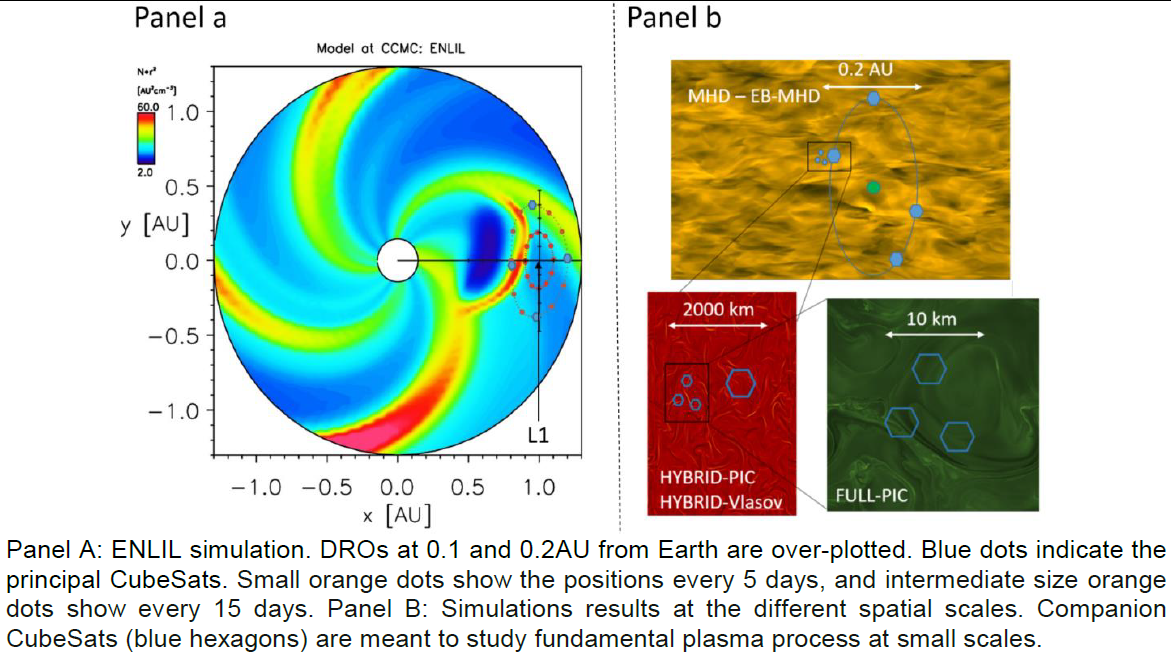 Panel a
Panel b
Model at CCMC: ENLIL
N*r²
[AU²cm⁻³]
60.0
2.0
1.0
0.5
y [AU]
0.0
−0.5
−1.0
L1
−1.0 −0.5 0.0 0.5 1.0
x [AU]
0.2 AU
MHD – EB-MHD
2000 km
HYBRID-PIC
HYBRID-Vlasov
10 km
FULL-PIC
Panel A: ENLIL simulation. DROs at 0.1 and 0.2AU from Earth are over-plotted. Blue dots indicate the
principal CubeSats. Small orange dots show the positions every 5 days, and intermediate size orange
dots show every 15 days. Panel B: Simulations results at the different spatial scales. Companion
CubeSats (blue hexagons) are meant to study fundamental plasma process at small scales.